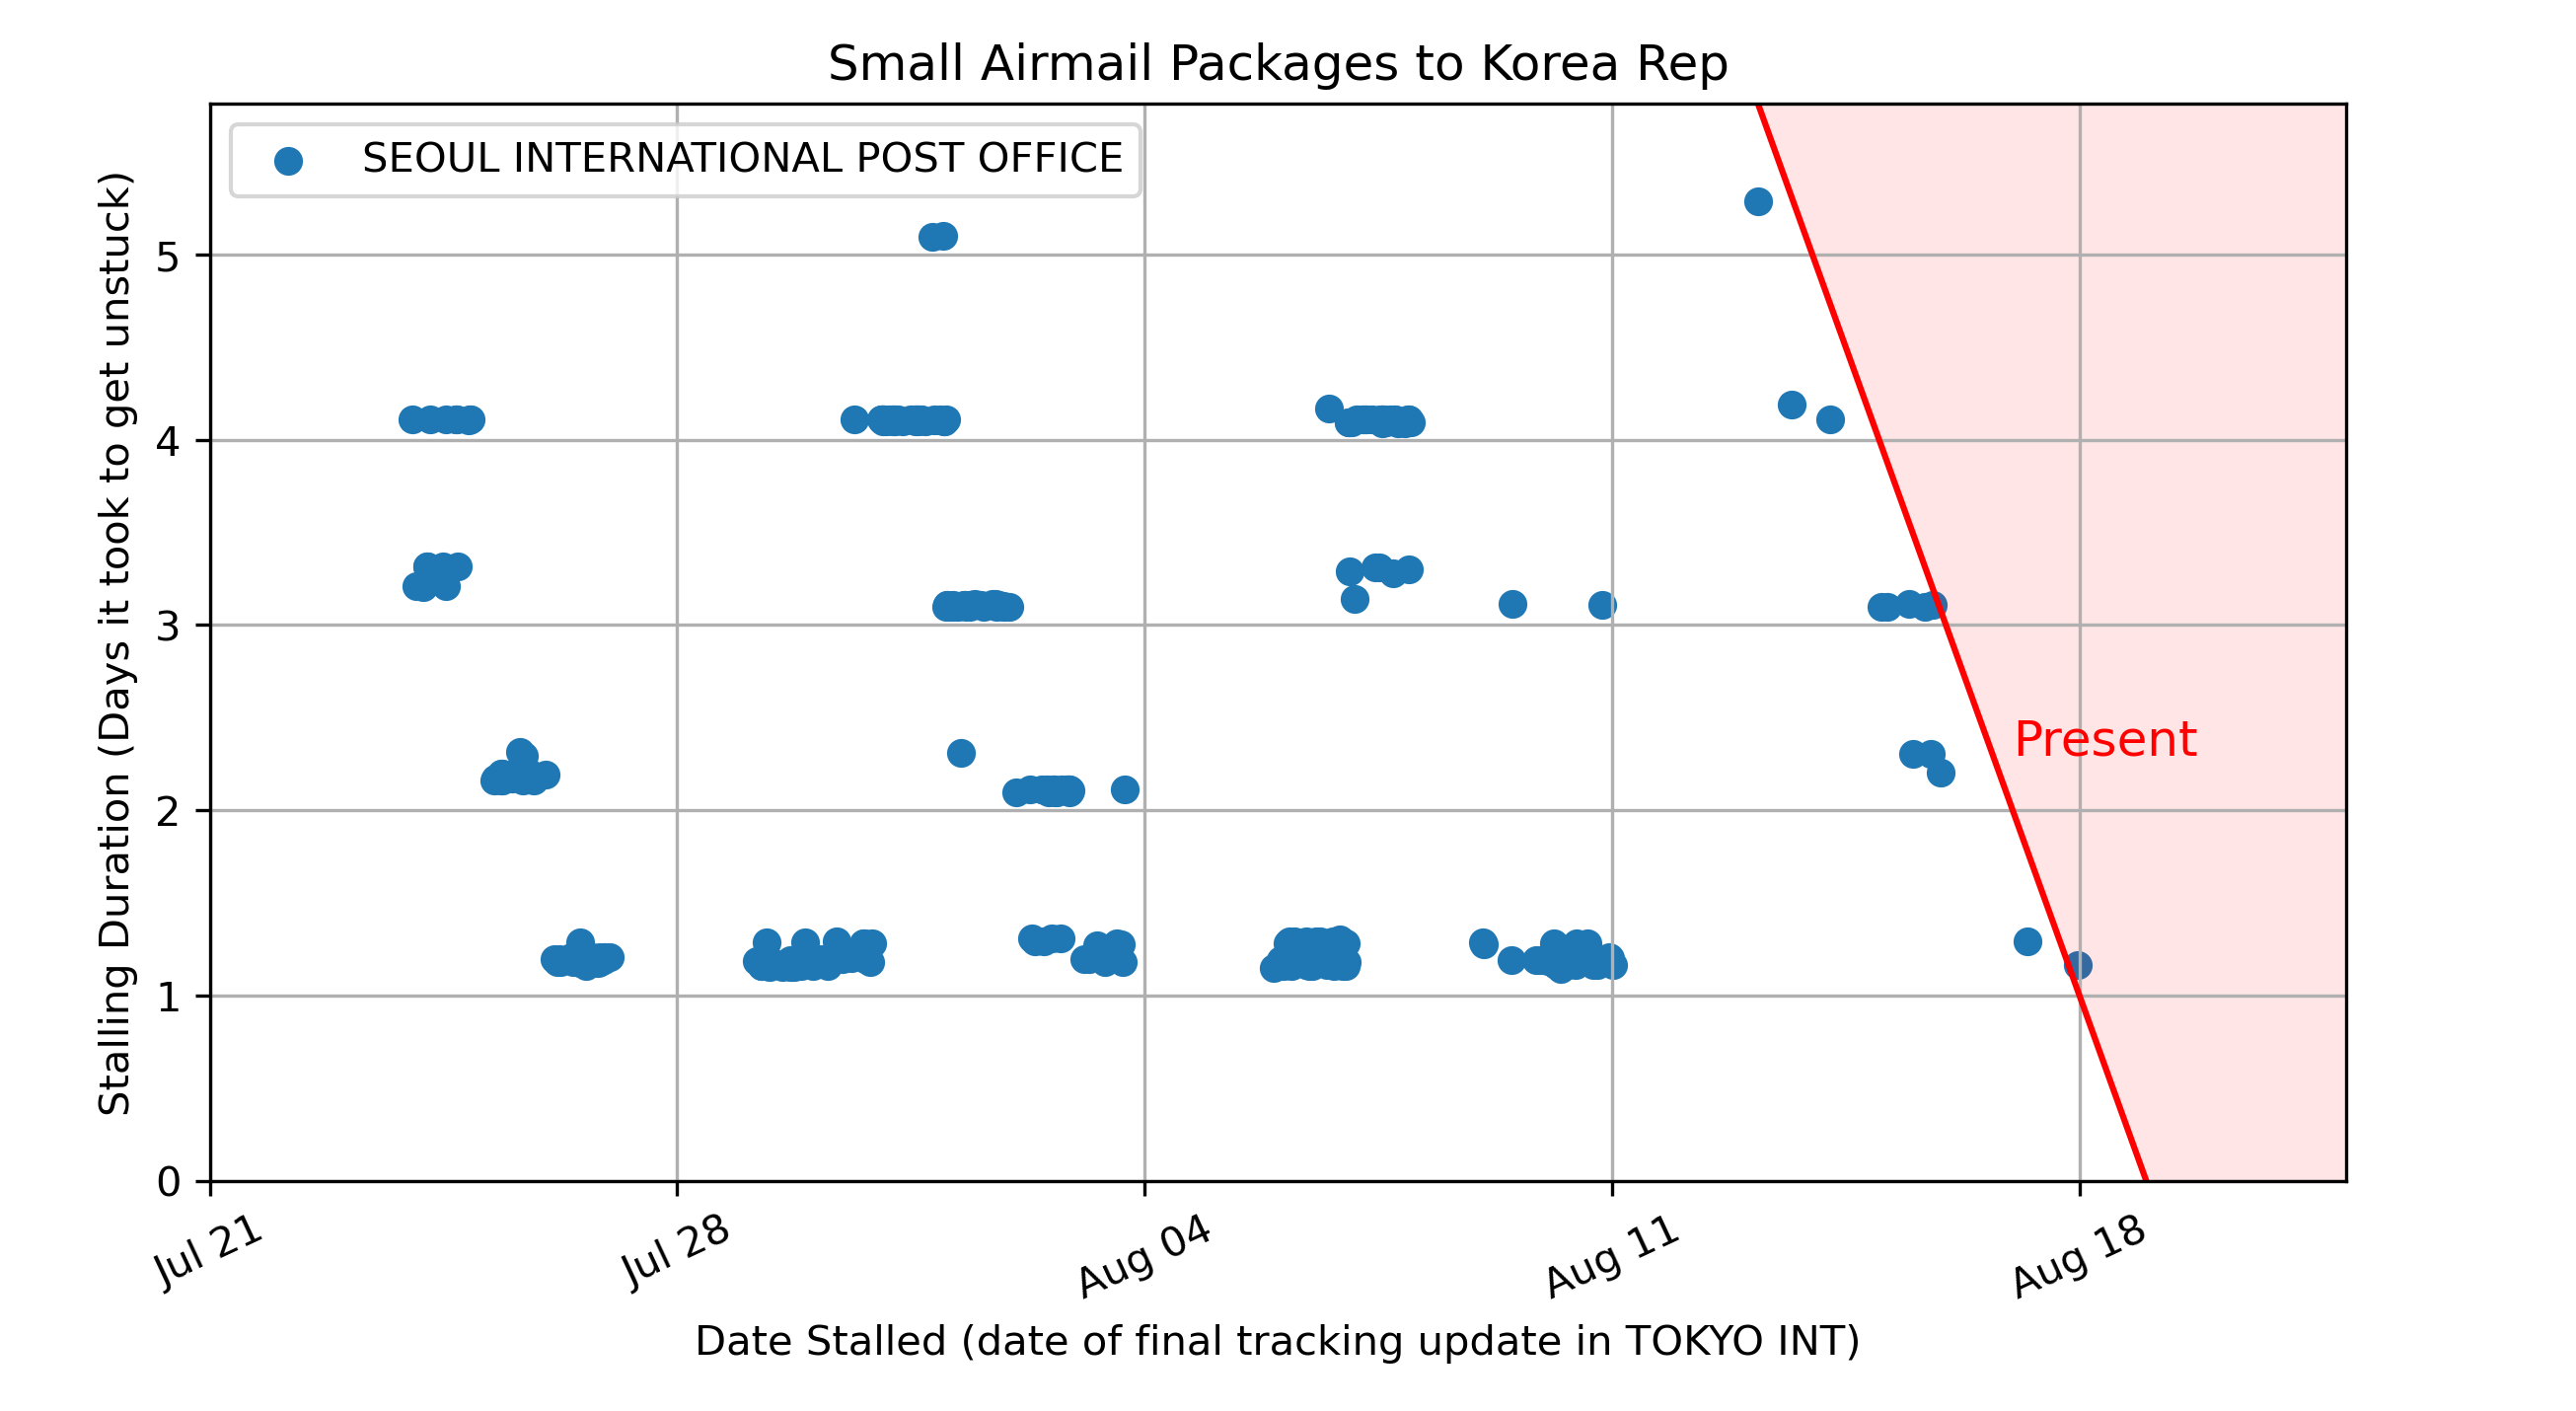 Small Airmail Packages to Korea Rep
SEOUL INTERNATIONAL POST OFFICE
Stalling Duration (Days it took to get unstuck)
5
4
3
2
1
0
Present
Jul 21
Jul 28
Aug 04
Aug 11
Aug 18
Date Stalled (date of final tracking update in TOKYO INT)